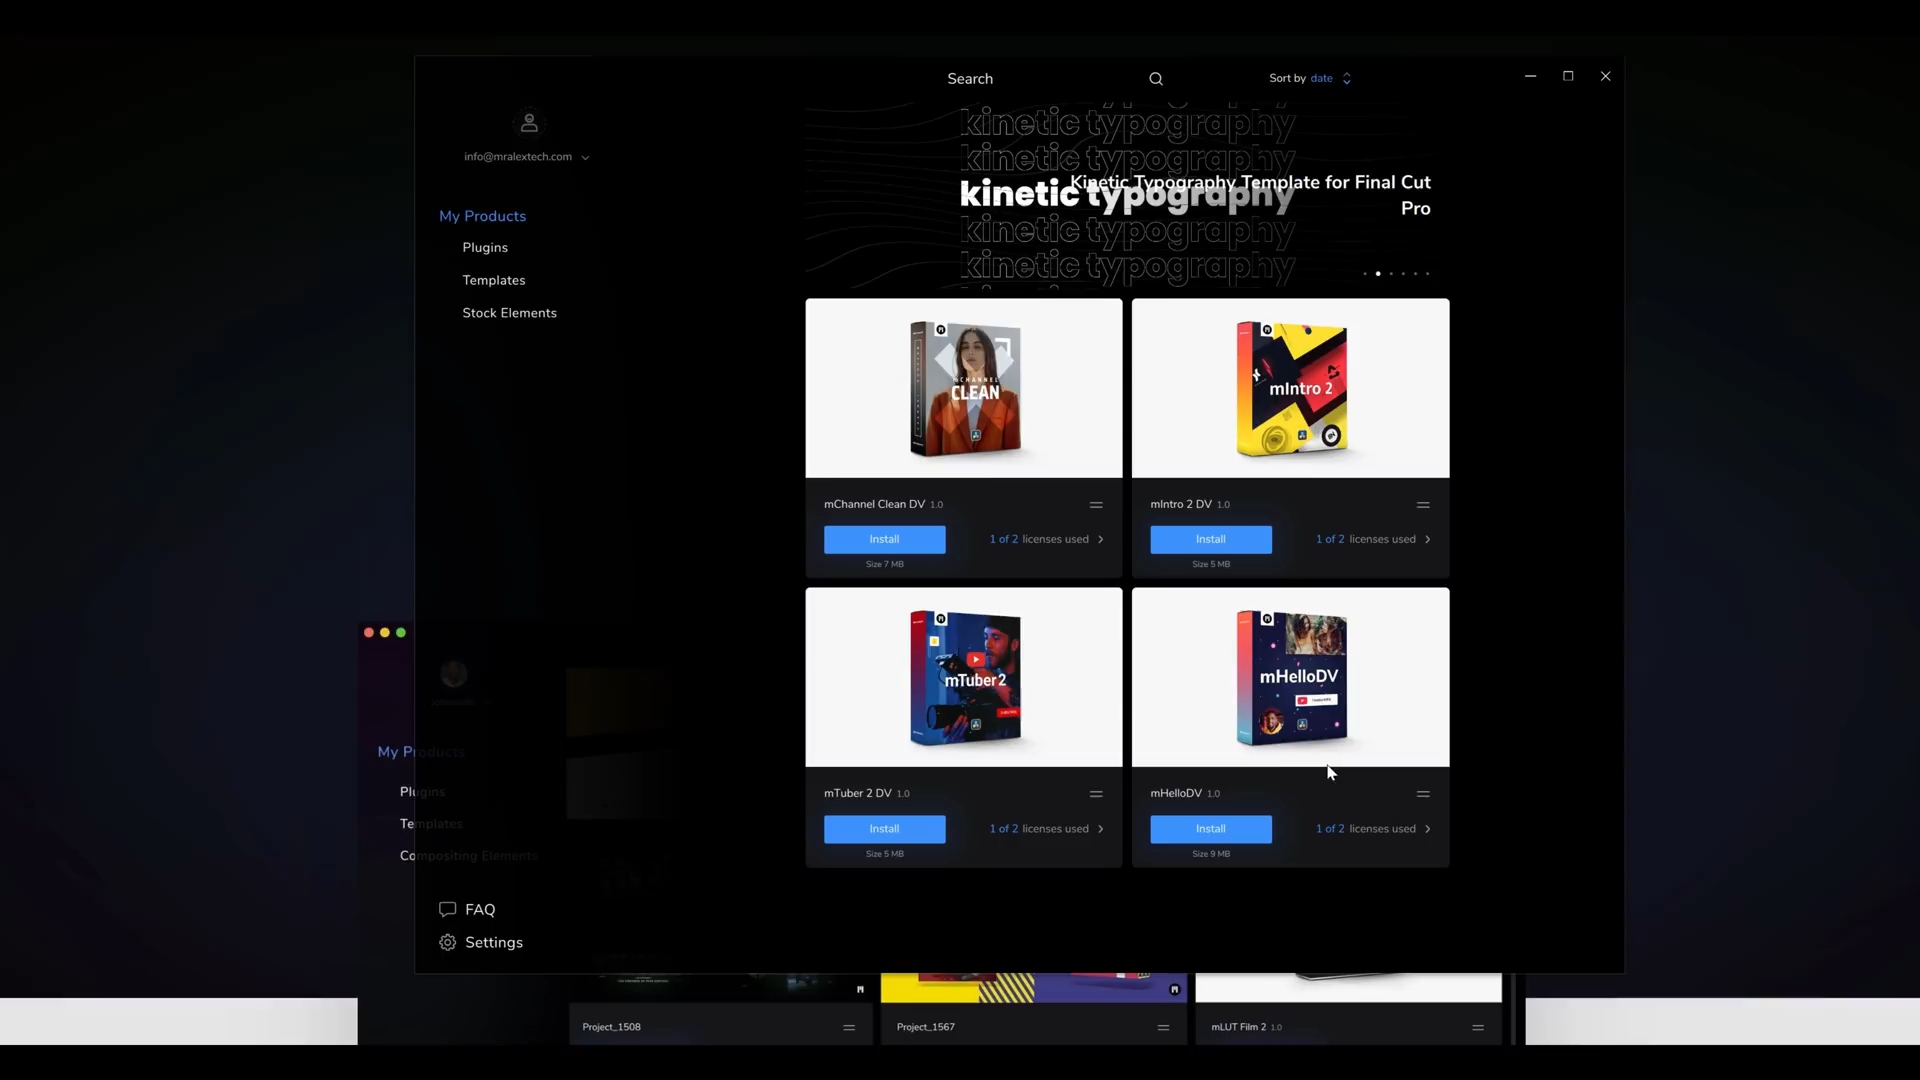 Search
Sort by date
info@mralextech.com
My Products
Plugins
Templates
Stock Elements
kinetic typography
kinetic typography
kinetic typography
kinetic typography
kinetic typography
Kinetic Typography Template for Final Cut
Pro
CHANNEL
CLEAN
mIntro 2
mChannel Clean DV 1.0
Install
1 of 2 licenses used
Size 7 MB
mIntro 2 DV 1.0
Install
1 of 2 licenses used
Size 5 MB
mTuber 2
mHelloDV
mTuber 2 DV 1.0
Install
1 of 2 licenses used
Size 5 MB
mHelloDV 1.0
Install
1 of 2 licenses used
Size 9 MB
My Products
Plugins
Templates
Compositing Elements
FAQ
Settings
Project_1508
Project_1567
mLUT Film 2 1.0